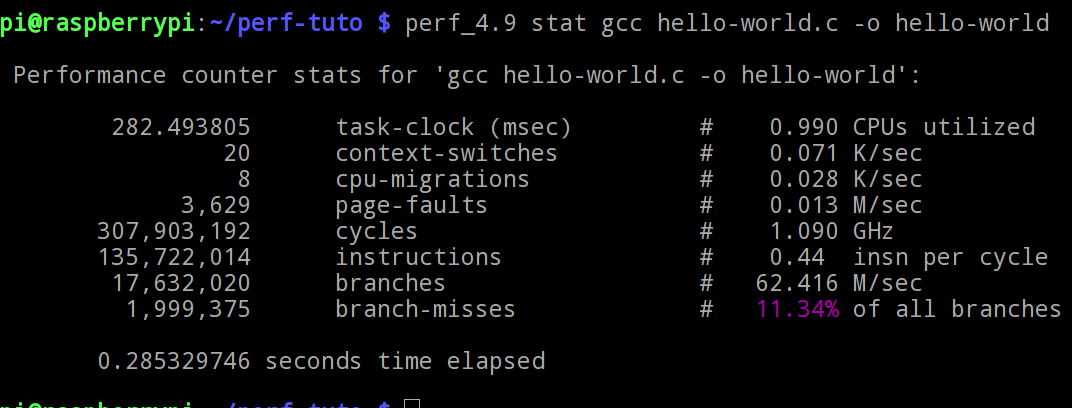 pi@raspberrypi:~/perf-tuto $ perf_4.9 stat gcc hello-world.c -o hello-world
Performance counter stats for 'gcc hello-world.c -o hello-world':
282.493805 task-clock (msec) # 0.990 CPUs utilized
20 context-switches # 0.071 K/sec
8 cpu-migrations # 0.028 K/sec
3,629 page-faults # 0.013 M/sec
307,903,192 cycles # 1.090 GHz
135,722,014 instructions # 0.44 insn per cycle
17,632,020 branches # 62.416 M/sec
1,999,375 branch-misses # 11.34% of all branches
0.285329746 seconds time elapsed
pi@raspberrypi:~/perf-tuto $